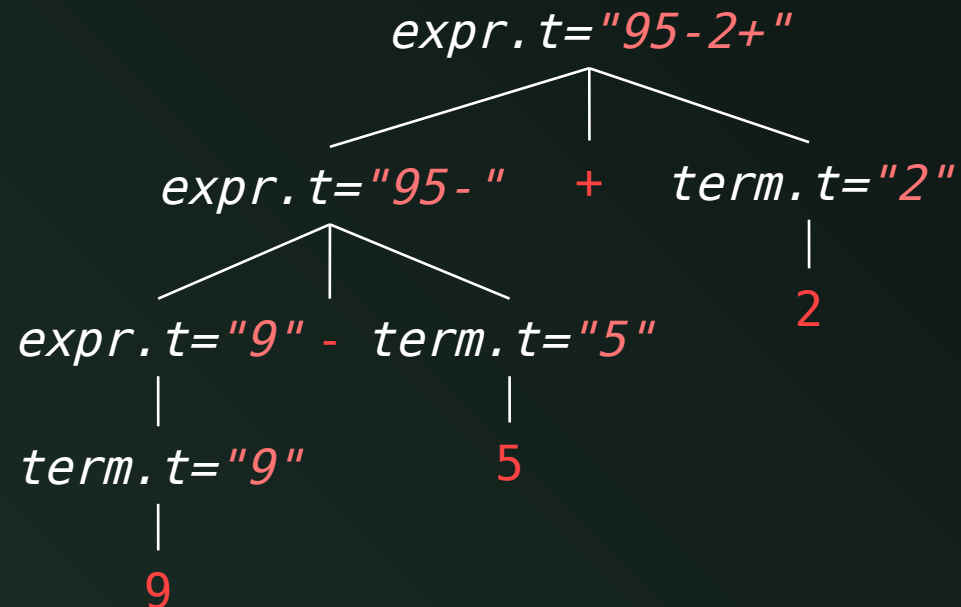 expr.t="95-2+"
expr.t="95-" + term.t="2"
2
expr.t="9" - term.t="5"
5
term.t="9"
9